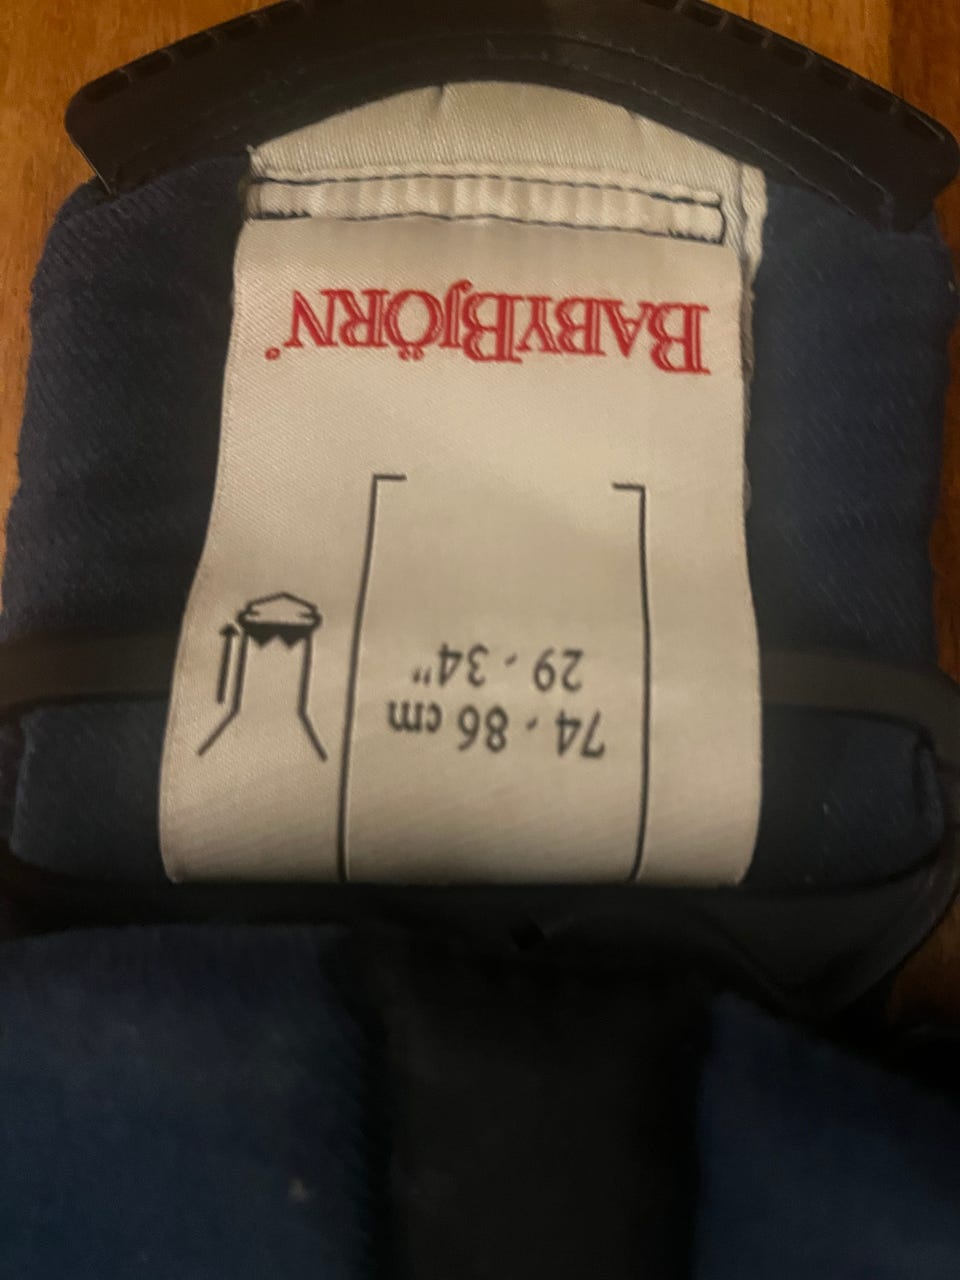 BABYBJÖRN®
29 - 34"
74 - 86 cm